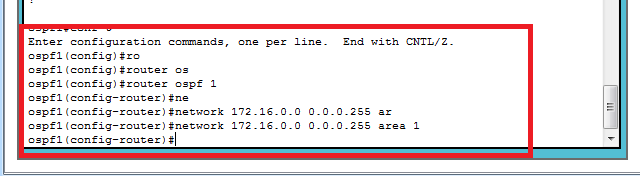 Enter configuration commands, one per line.  End with CNTL/Z.
ospf1(config)#ro
ospf1(config)#router os
ospf1(config)#router ospf 1
ospf1(config-router)#ne
ospf1(config-router)#network 172.16.0.0 0.0.0.255 ar
ospf1(config-router)#network 172.16.0.0 0.0.0.255 area 1
ospf1(config-router)#